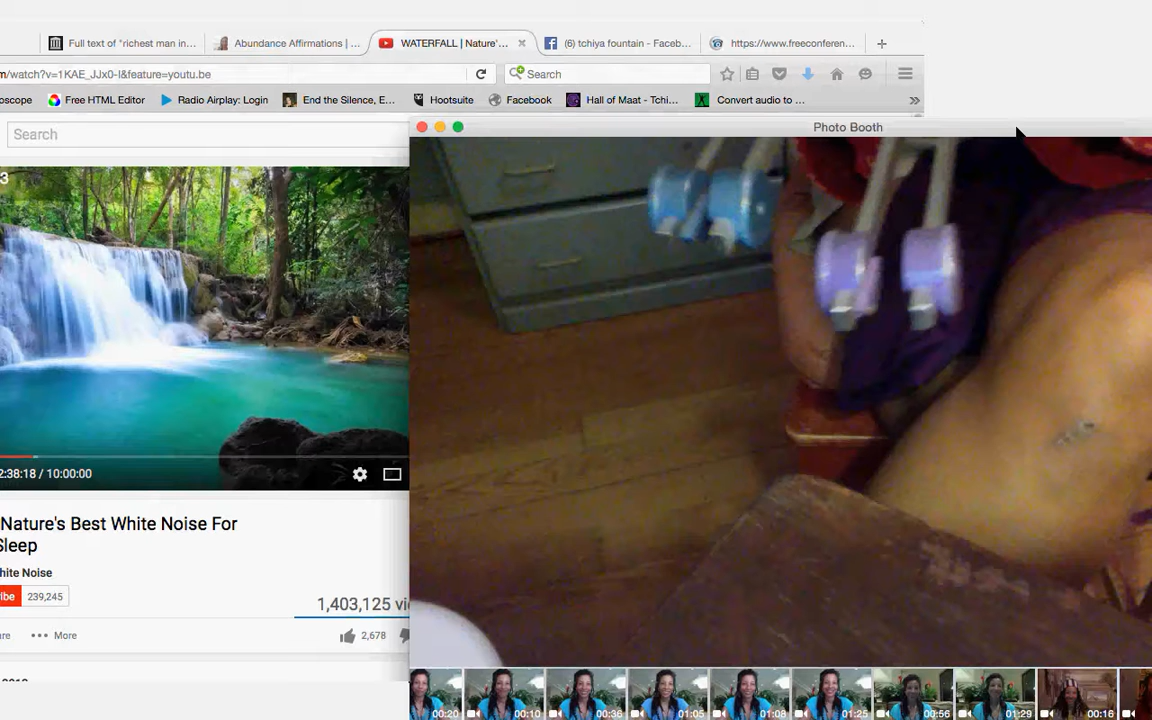 Full text of "richest man in...
Abundance Affirmations | ...
WATERFALL | Nature'...
(6) tchiya fountain - Faceb...
https://www.freeconferen...
m/watch?v=1KAE_JJx0-I&feature=youtu.be
Search
oscope
Free HTML Editor
Radio Airplay: Login
End the Silence, E...
Hootsuite
Facebook
Hall of Maat - Tchi...
Convert audio to ...
Search
Photo Booth
3
2:38:18 / 10:00:00
Nature's Best White Noise For
Sleep
hite Noise
ibe 239,245
1,403,125 vi
are
More
2,678
00:20
00:10
00:36
01:05
01:08
01:25
00:56
01:29
00:16